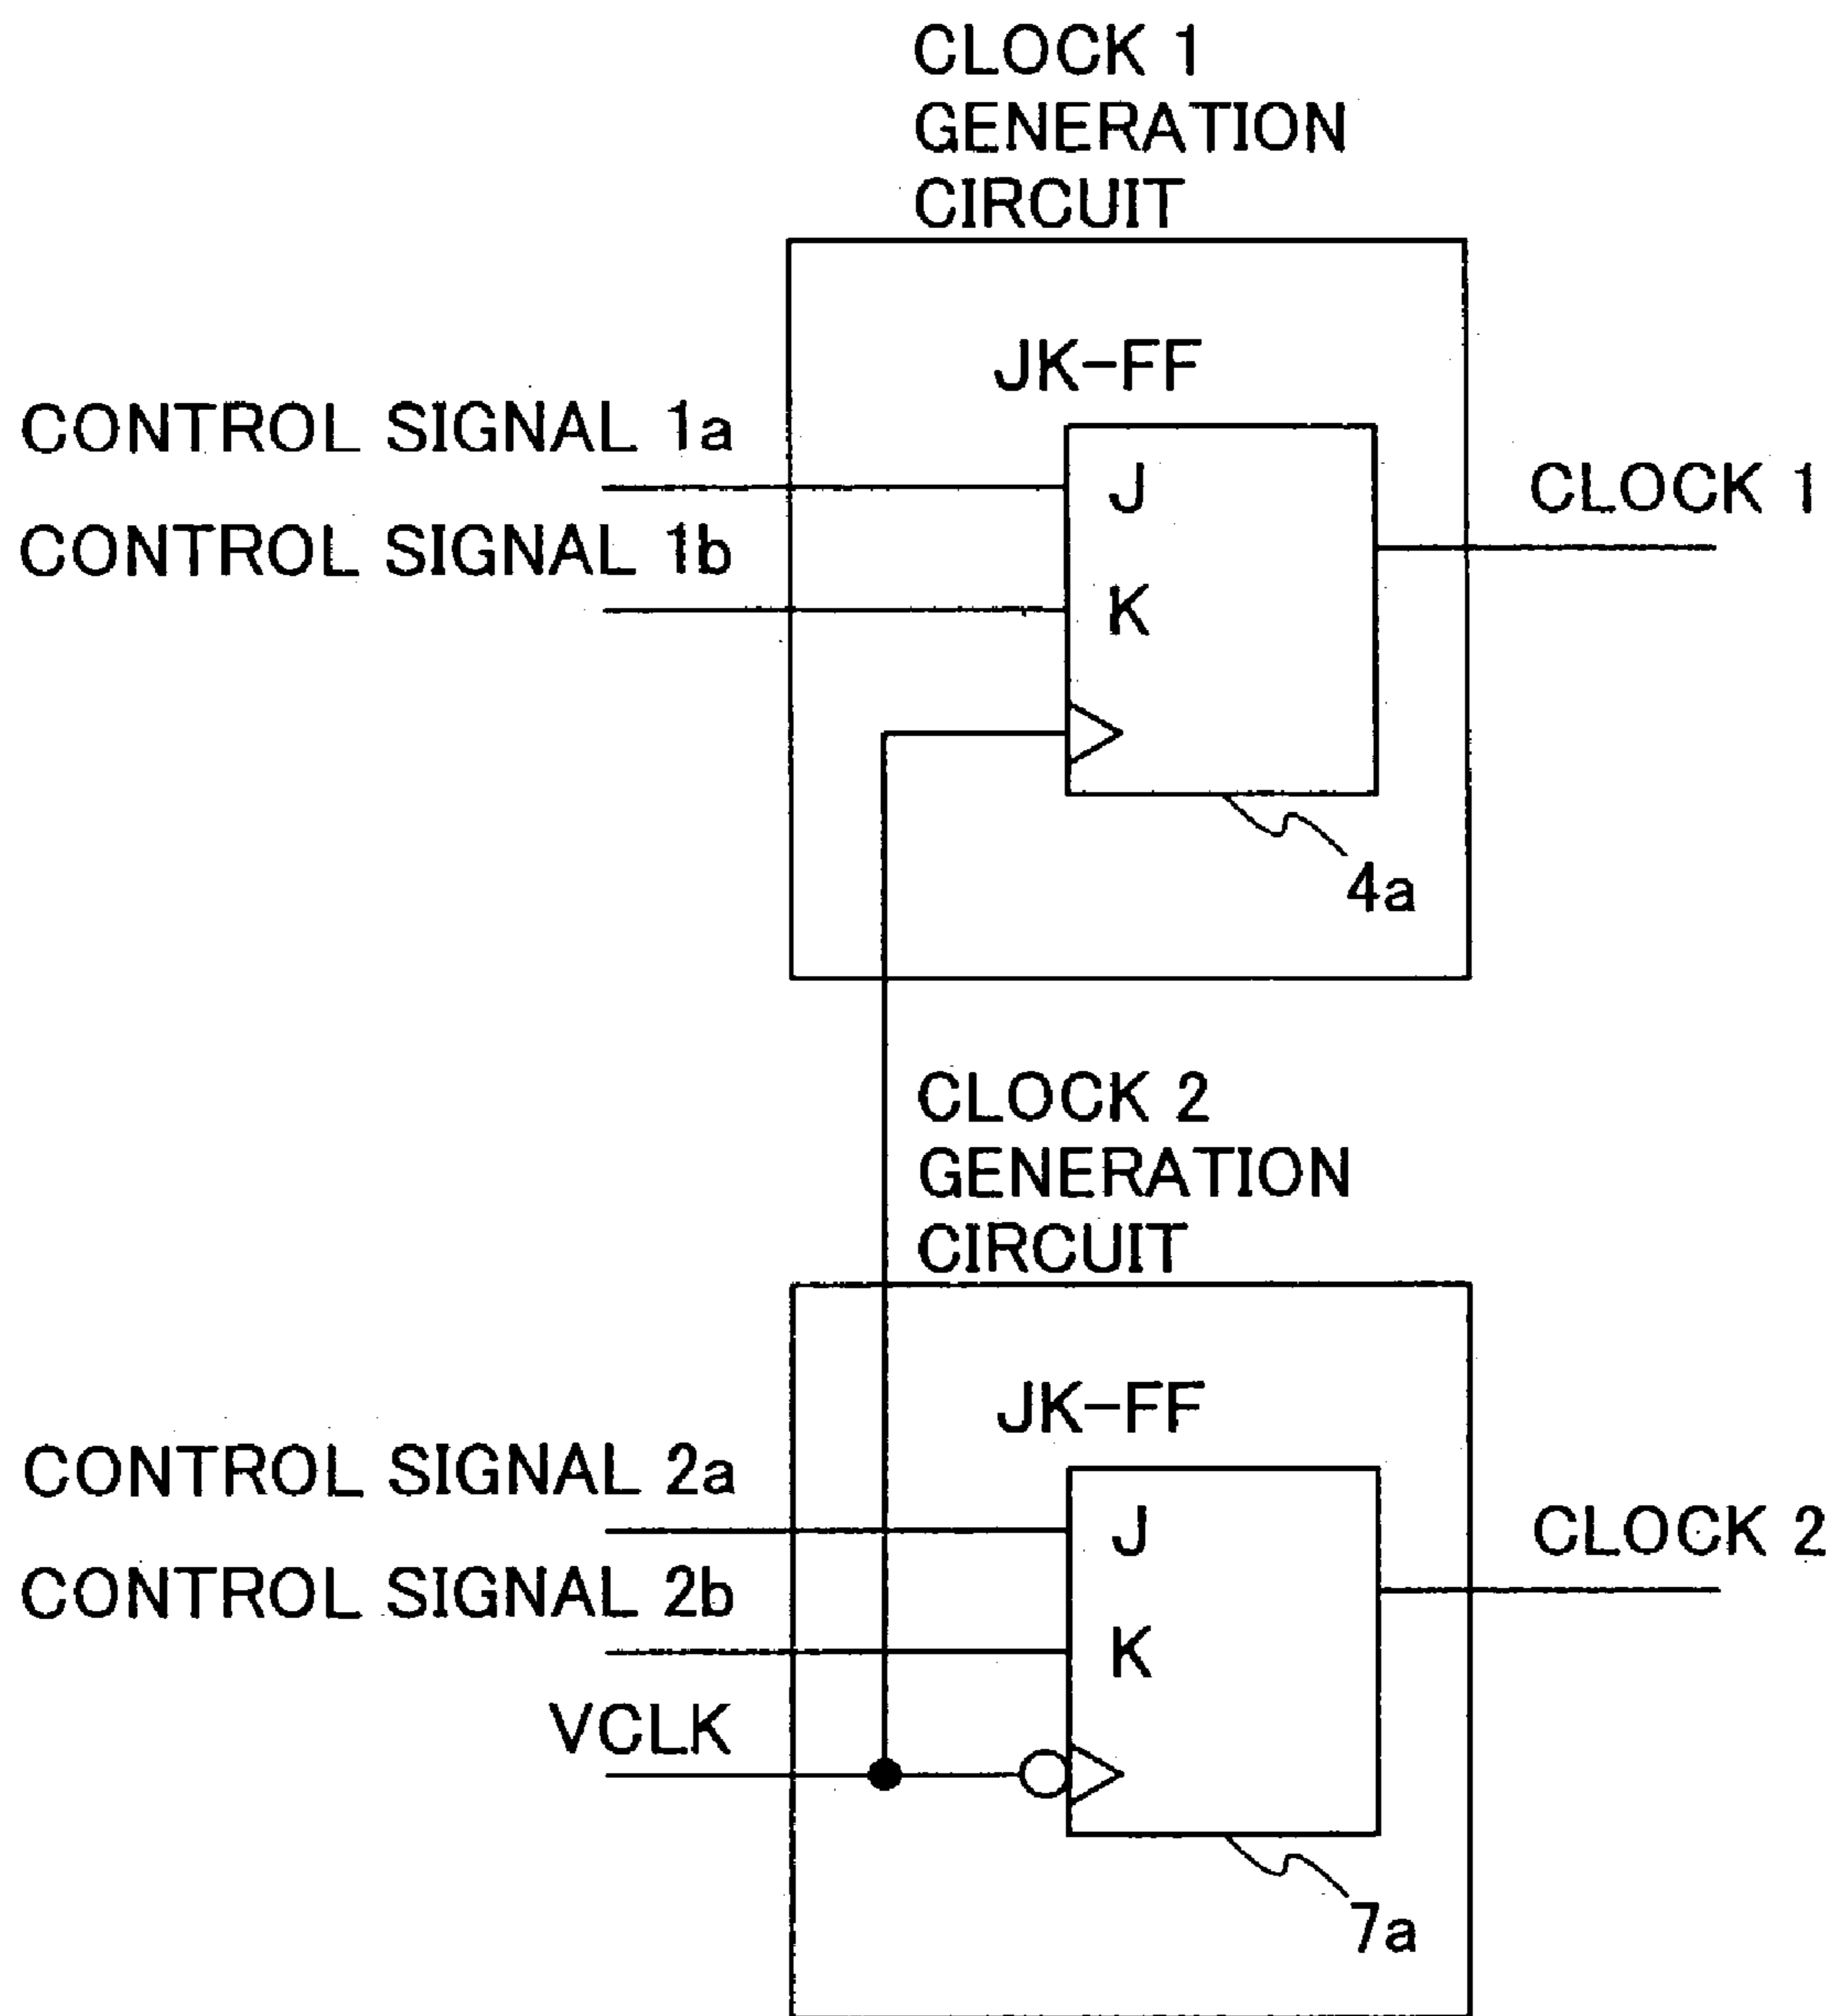 CLOCK 1
GENERATION
CIRCUIT
JK-FF
CONTROL SIGNAL 1a
J
CLOCK 1
CONTROL SIGNAL 1b
K
4a
CLOCK 2
GENERATION
CIRCUIT
JK-FF
CONTROL SIGNAL 2a
J
CLOCK 2
CONTROL SIGNAL 2b
K
VCLK
7a